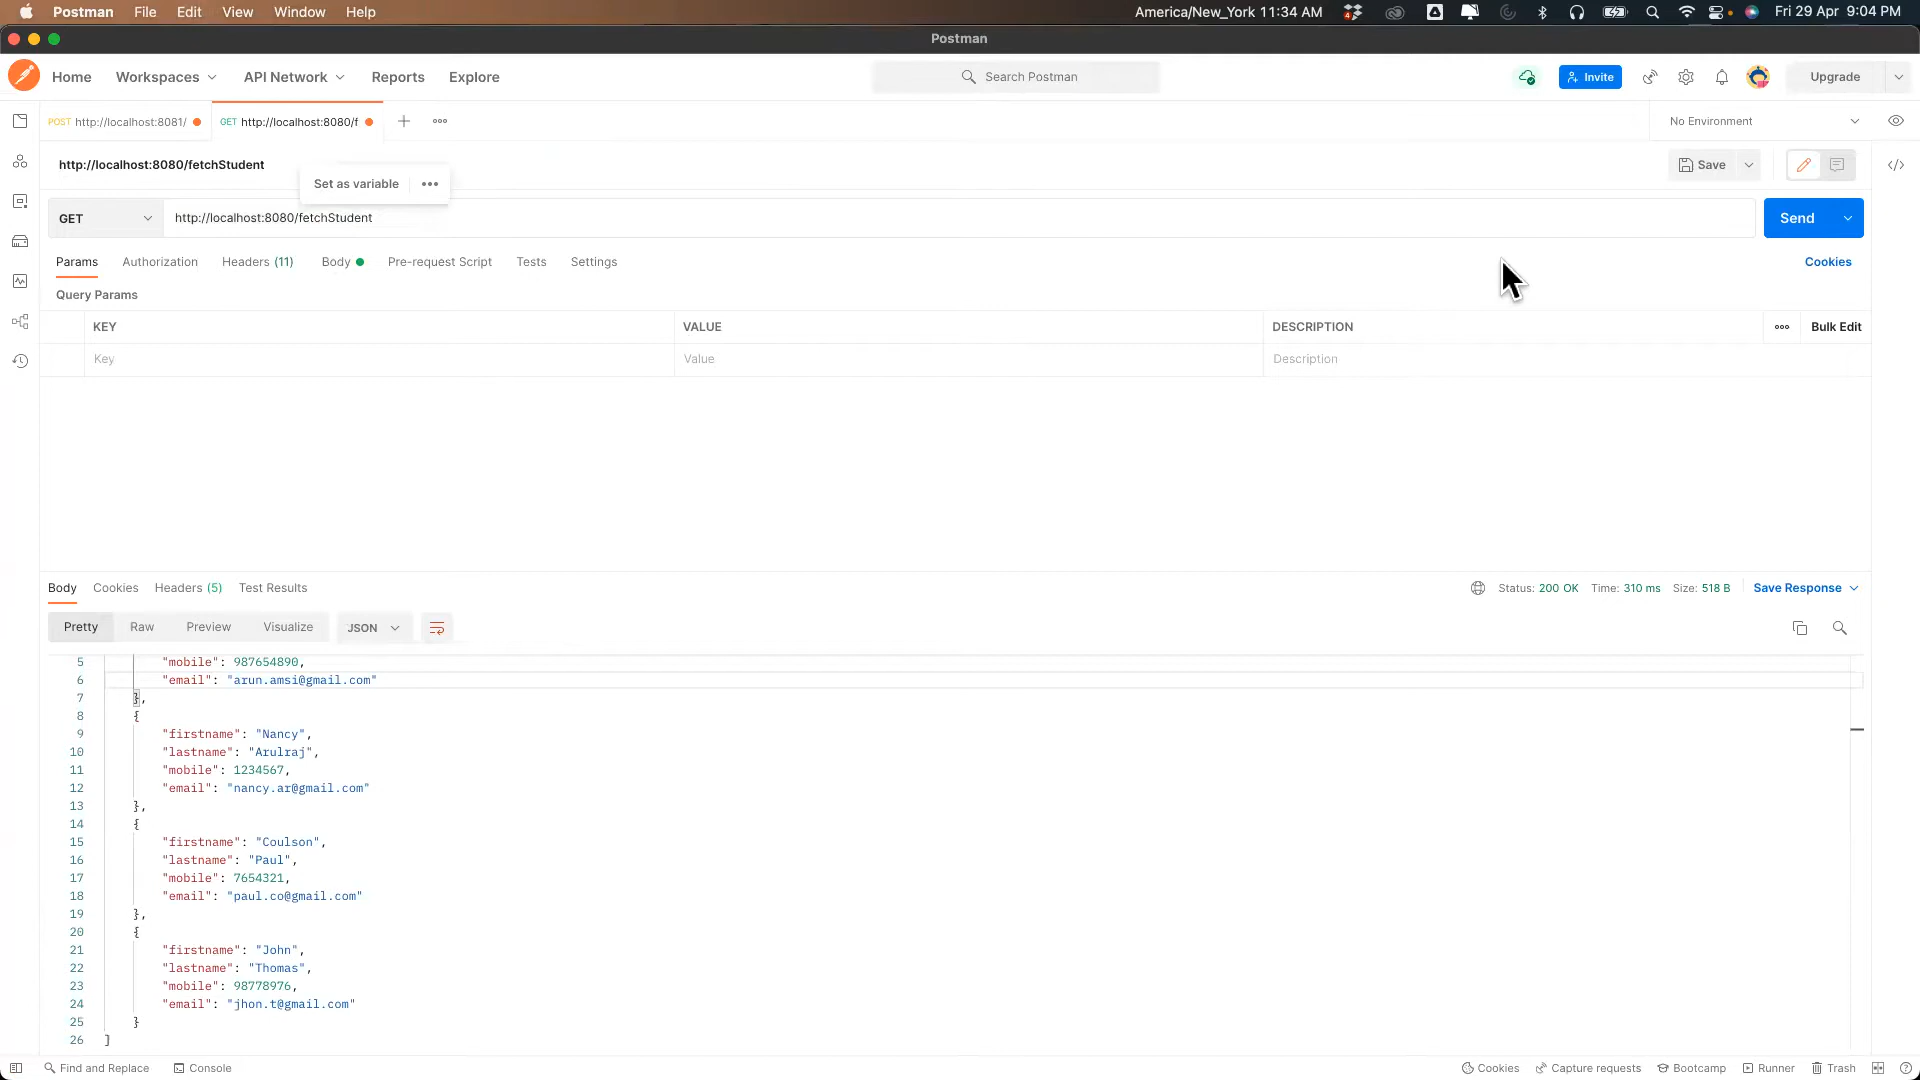 Postman File Edit View Window Help America/New_York 11:34 AM Fri 29 Apr 9:04 PM
Postman
Home Workspaces API Network Reports Explore Search Postman Invite Upgrade
POST http://localhost:8081/ GET http://localhost:8080/f No Environment
http://localhost:8080/fetchStudent Save
Set as variable
GET http://localhost:8080/fetchStudent Send
Params Authorization Headers (11) Body Pre-request Script Tests Settings Cookies
Query Params
KEY VALUE DESCRIPTION Bulk Edit
Key Value Description
Body Cookies Headers (5) Test Results Status: 200 OK Time: 310 ms Size: 518 B Save Response
Pretty Raw Preview Visualize JSON
5 "mobile": 987654890,
6 "email": "arun.amsi@gmail.com"
7 },
8 {
9 "firstname": "Nancy",
10 "lastname": "Arulraj",
11 "mobile": 1234567,
12 "email": "nancy.ar@gmail.com"
13 },
14 {
15 "firstname": "Coulson",
16 "lastname": "Paul",
17 "mobile": 7654321,
18 "email": "paul.co@gmail.com"
19 },
20 {
21 "firstname": "John",
22 "lastname": "Thomas",
23 "mobile": 98778976,
24 "email": "jhon.t@gmail.com"
25 }
26 ]
Find and Replace Console Cookies Capture requests Bootcamp Runner Trash